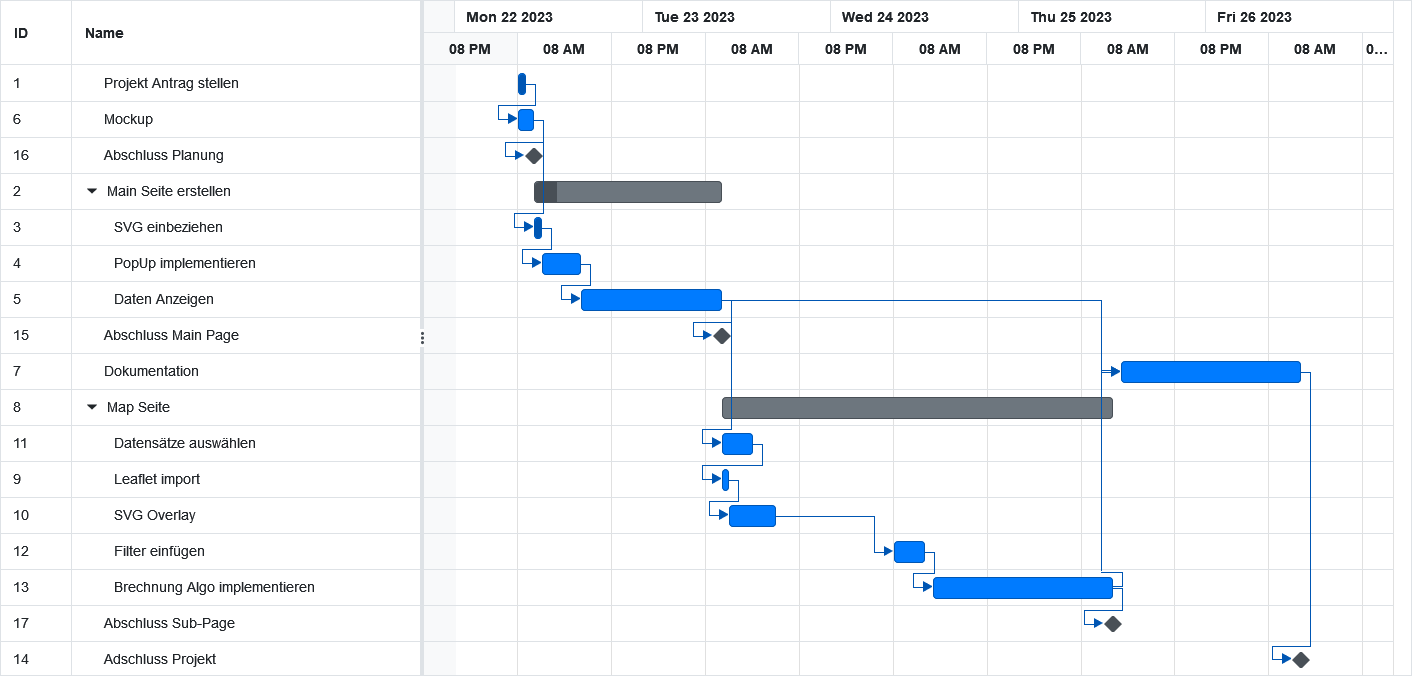 ID Name Mon 22 2023 Tue 23 2023 Wed 24 2023 Thu 25 2023 Fri 26 2023
08 PM 08 AM 08 PM 08 AM 08 PM 08 AM 08 PM 08 AM 08 PM 08 AM 0...
1 Projekt Antrag stellen
6 Mockup
16 Abschluss Planung
2 Main Seite erstellen
3 SVG einbeziehen
4 PopUp implementieren
5 Daten Anzeigen
15 Abschluss Main Page
7 Dokumentation
8 Map Seite
11 Datensätze auswählen
9 Leaflet import
10 SVG Overlay
12 Filter einfügen
13 Brechnung Algo implementieren
17 Abschluss Sub-Page
14 Adschluss Projekt